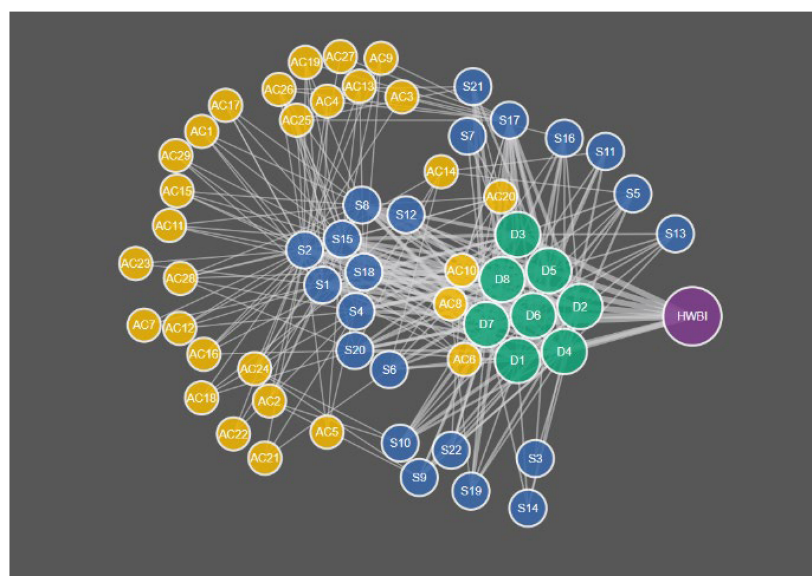 AC27
AC9
AC19
AC26
AC13
AC4
AC3
AC25
AC17
AC1
AC29
AC15
AC11
AC23
AC28
AC7
AC12
AC16
AC24
AC18
AC2
AC22
AC21
AC5
S21
S17
S7
S16
S11
AC14
AC20
S5
S13
S8
S12
S15
S2
S18
S1
S4
S20
S6
D3
AC10
D8
D5
AC8
D7
D6
D2
AC6
D1
D4
HWBI
S10
S22
S9
S19
S3
S14